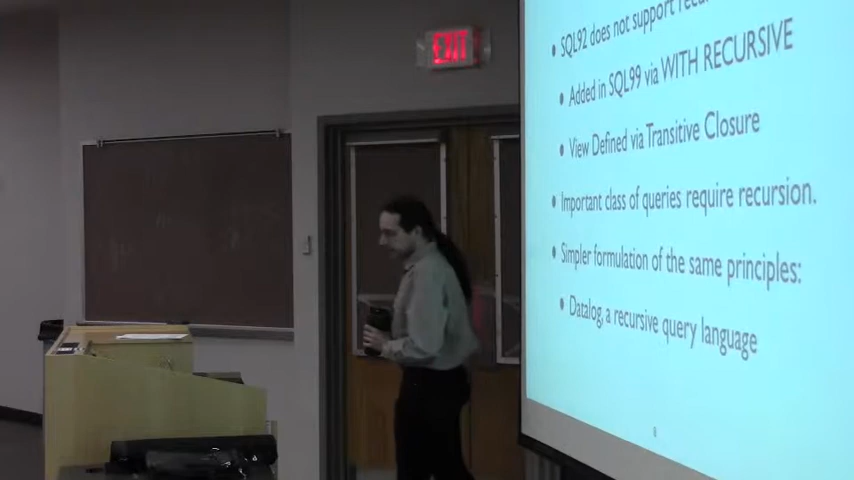 EXIT
• SQL92 does not support
• Added in SQL99 via WITH RECURSIVE
• View Defined via Transitive Closure
• Important class of queries require recursion.
• Simpler formulation of the same principles:
• Datalog, a recursive query language